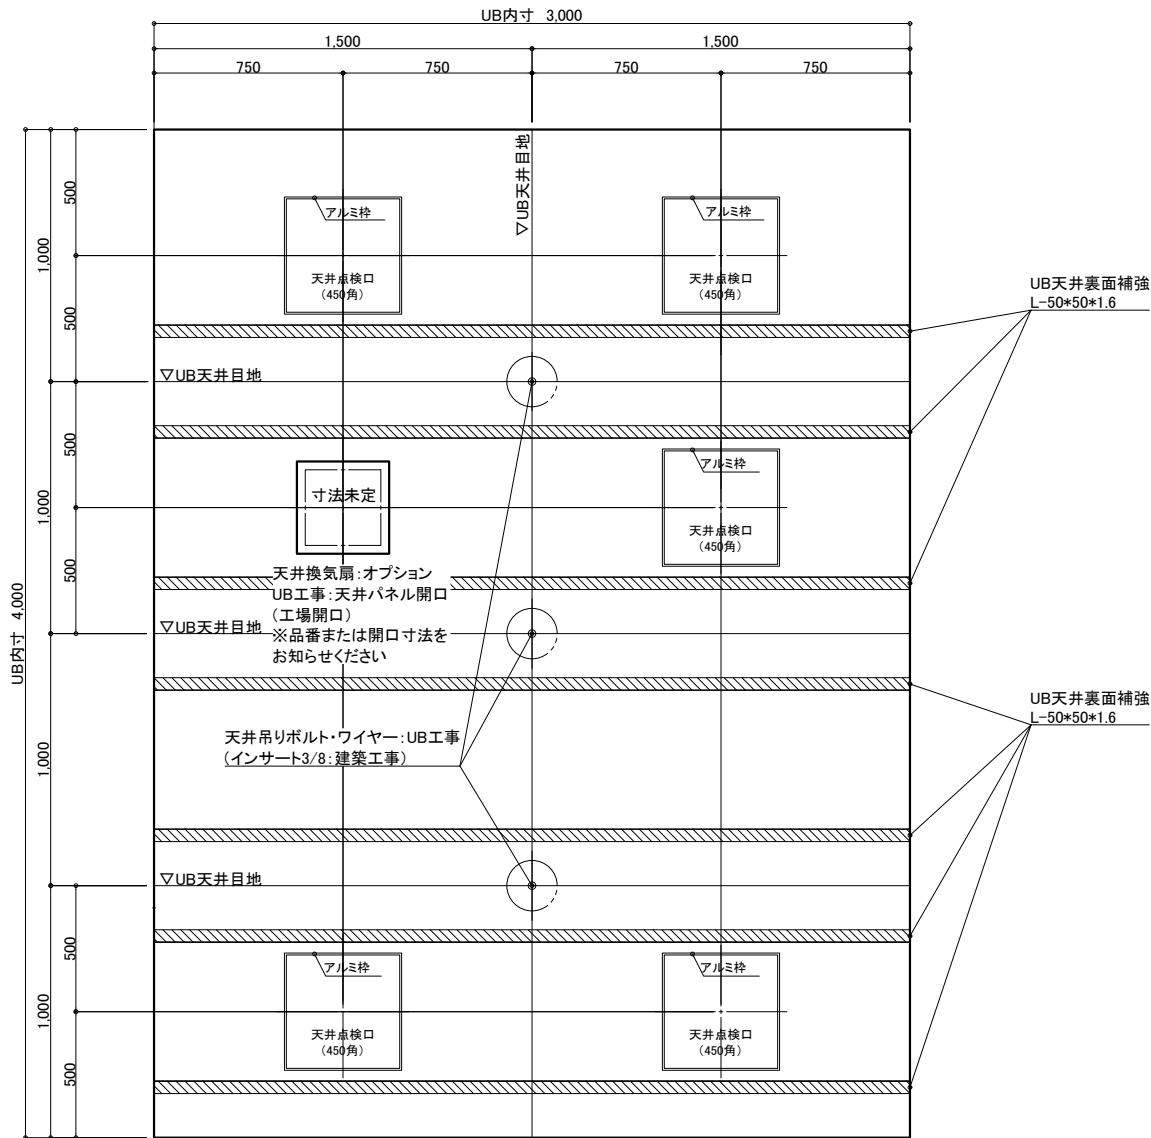 UB内寸 3,000
1,500
1,500
750
750
750
750
▽UB天井目地
500
1,000
500
アルミ枠
天井点検口
(450角)
アルミ枠
天井点検口
(450角)
UB天井裏面補強
L-50*50*1.6
▽UB天井目地
500
1,000
500
寸法未定
アルミ枠
天井点検口
(450角)
天井換気扇:オプション
UB工事:天井パネル開口
(工場開口)
※品番または開口寸法を
お知らせください
UB内寸 4,000
▽UB天井目地
UB天井裏面補強
L-50*50*1.6
天井吊りボルト・ワイヤー:UB工事
(インサート3/8:建築工事)
1,000
▽UB天井目地
500
1,000
500
アルミ枠
天井点検口
(450角)
アルミ枠
天井点検口
(450角)